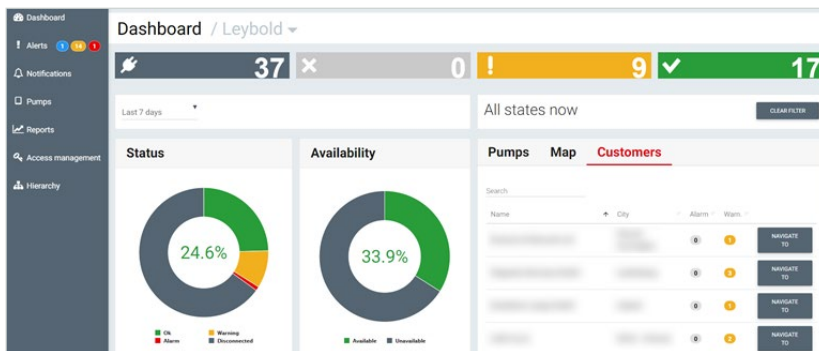 Dashboard
Alerts 1 14 1
Notifications
Pumps
Reports
Access management
Hierarchy
Dashboard / Leybold
37
0
9
17
Last 7 days
All states now
CLEAR FILTER
Status
24.6%
Ok
Warning
Alarm
Disconnected
Availability
33.9%
Available
Unavailable
Pumps Map Customers
Search
Name City Alarm Warn.
0 1 NAVIGATE TO
0 3 NAVIGATE TO
0 1 NAVIGATE TO
0 2 NAVIGATE TO